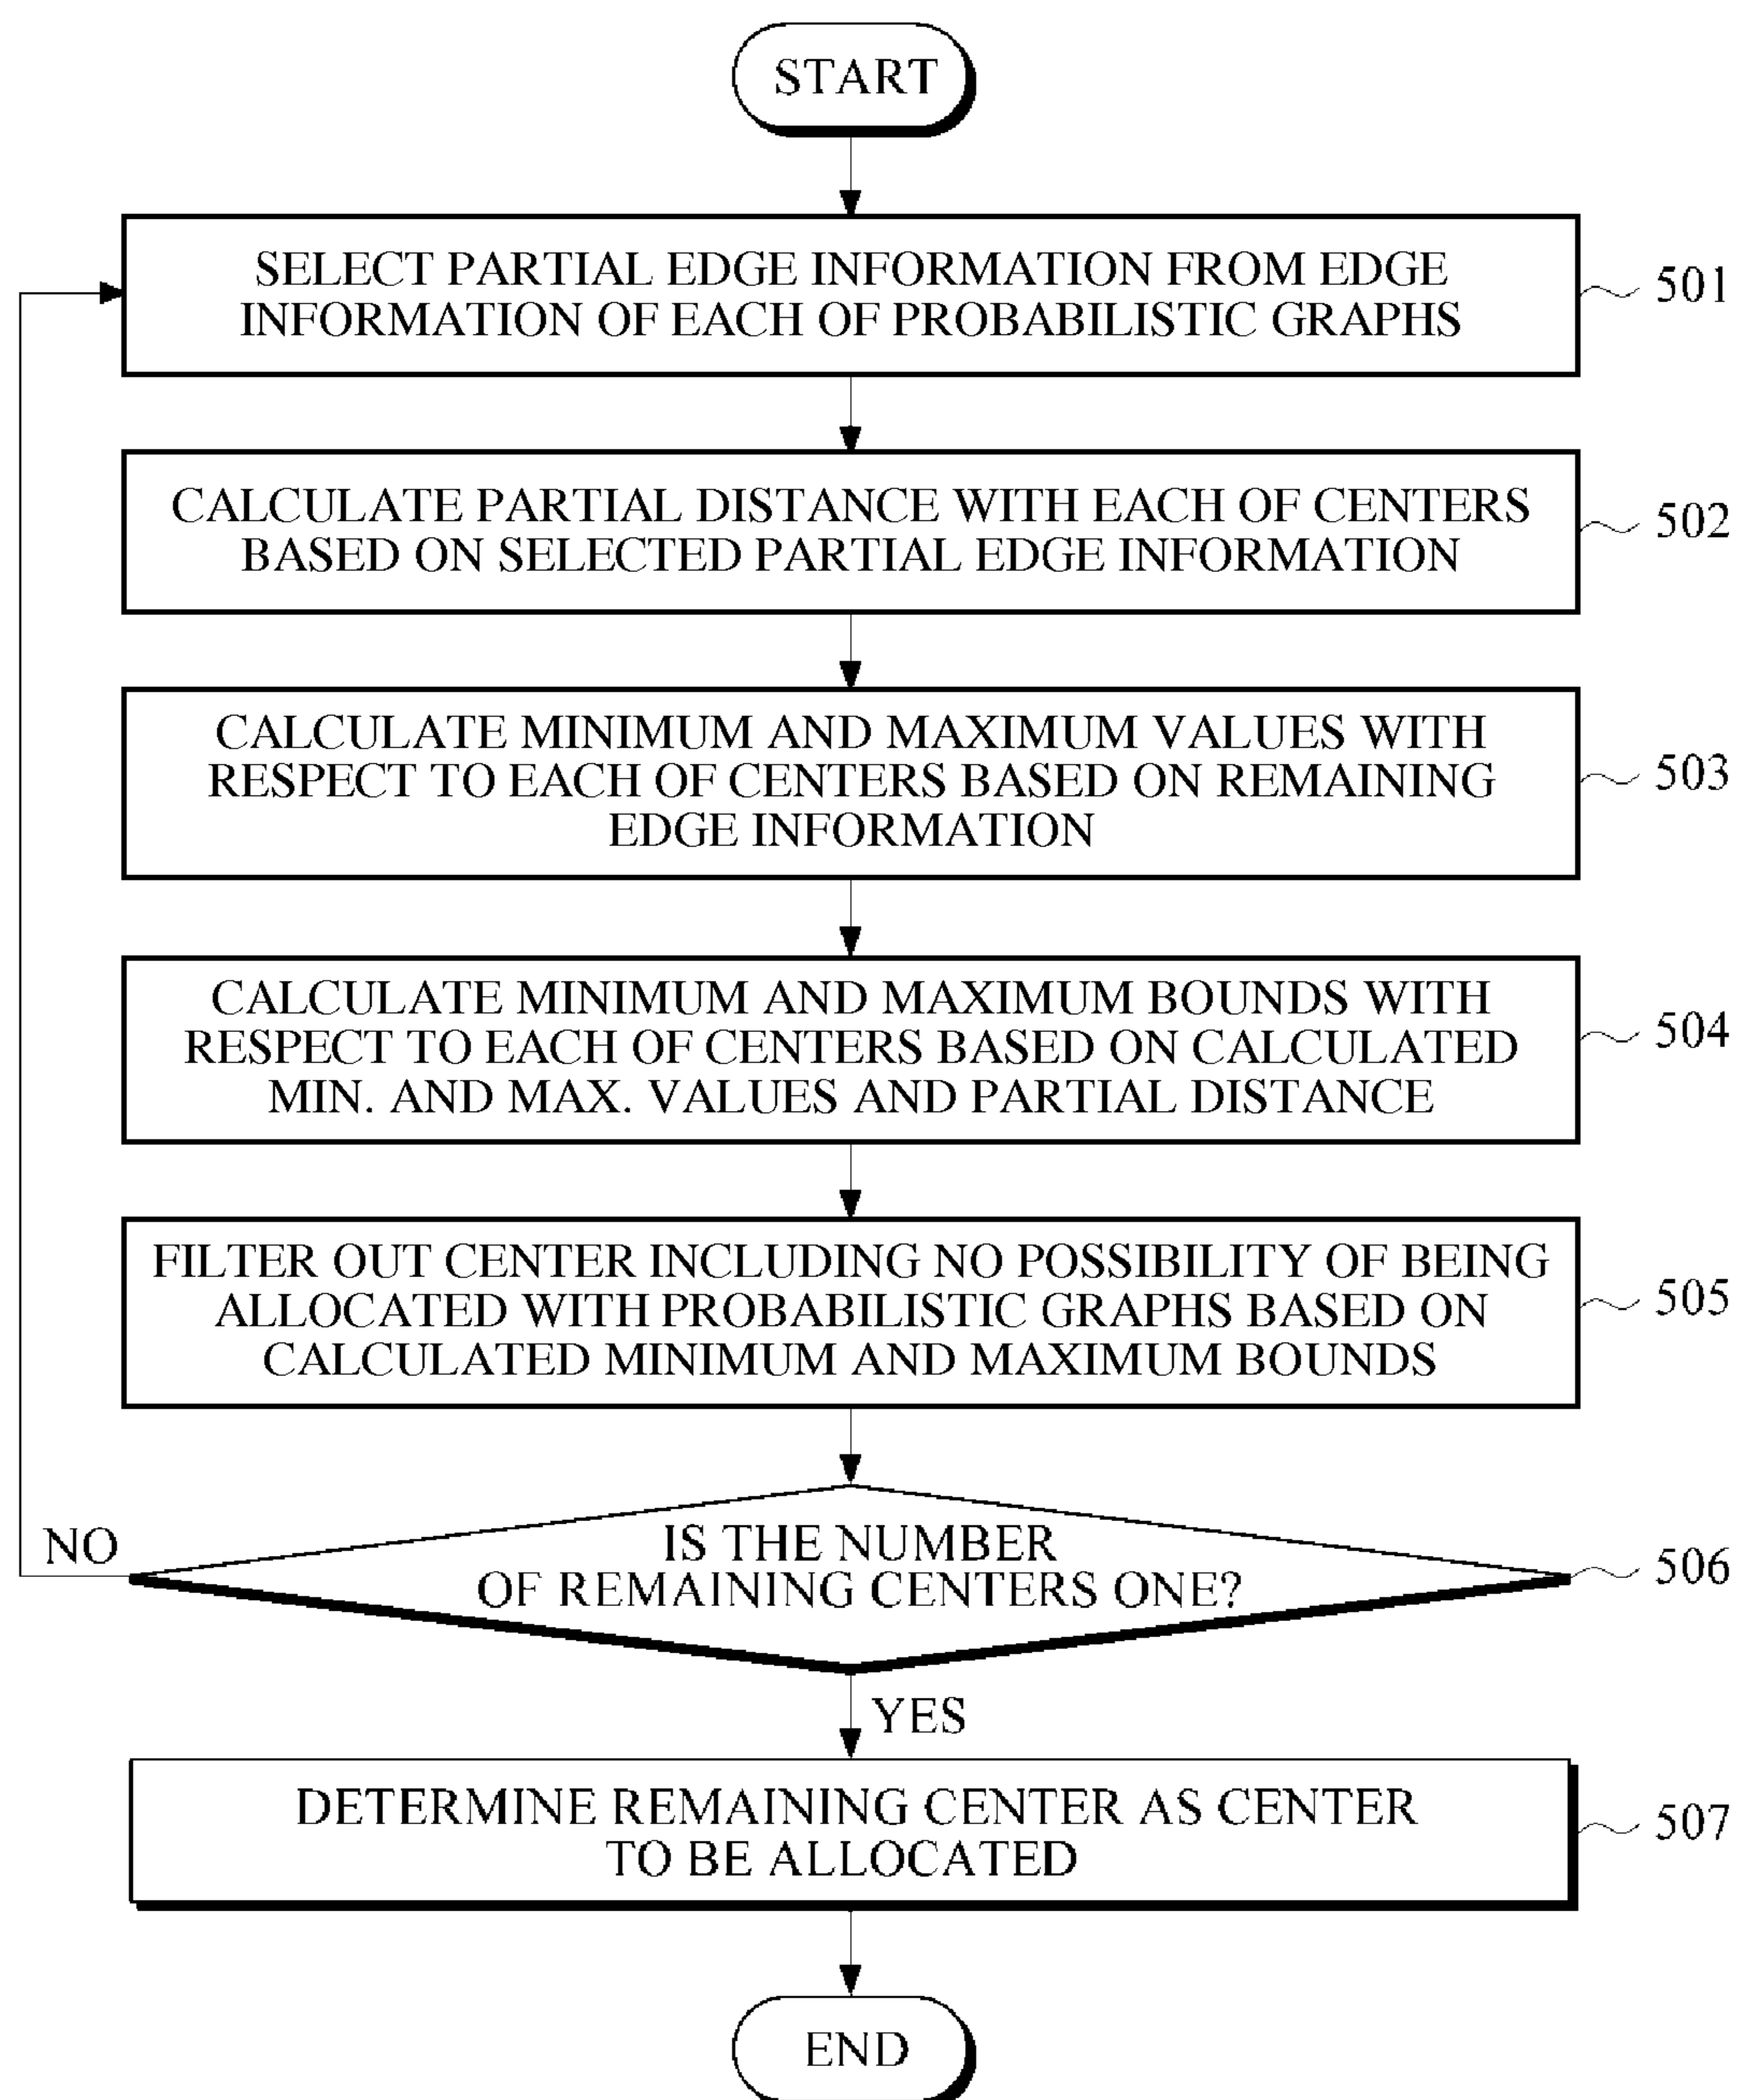 START
SELECT PARTIAL EDGE INFORMATION FROM EDGE
INFORMATION OF EACH OF PROBABILISTIC GRAPHS
501
CALCULATE PARTIAL DISTANCE WITH EACH OF CENTERS
BASED ON SELECTED PARTIAL EDGE INFORMATION
502
CALCULATE MINIMUM AND MAXIMUM VALUES WITH
RESPECT TO EACH OF CENTERS BASED ON REMAINING
EDGE INFORMATION
503
CALCULATE MINIMUM AND MAXIMUM BOUNDS WITH
RESPECT TO EACH OF CENTERS BASED ON CALCULATED
MIN. AND MAX. VALUES AND PARTIAL DISTANCE
504
FILTER OUT CENTER INCLUDING NO POSSIBILITY OF BEING
ALLOCATED WITH PROBABILISTIC GRAPHS BASED ON
CALCULATED MINIMUM AND MAXIMUM BOUNDS
505
NO
IS THE NUMBER
OF REMAINING CENTERS ONE?
506
YES
DETERMINE REMAINING CENTER AS CENTER
TO BE ALLOCATED
507
END